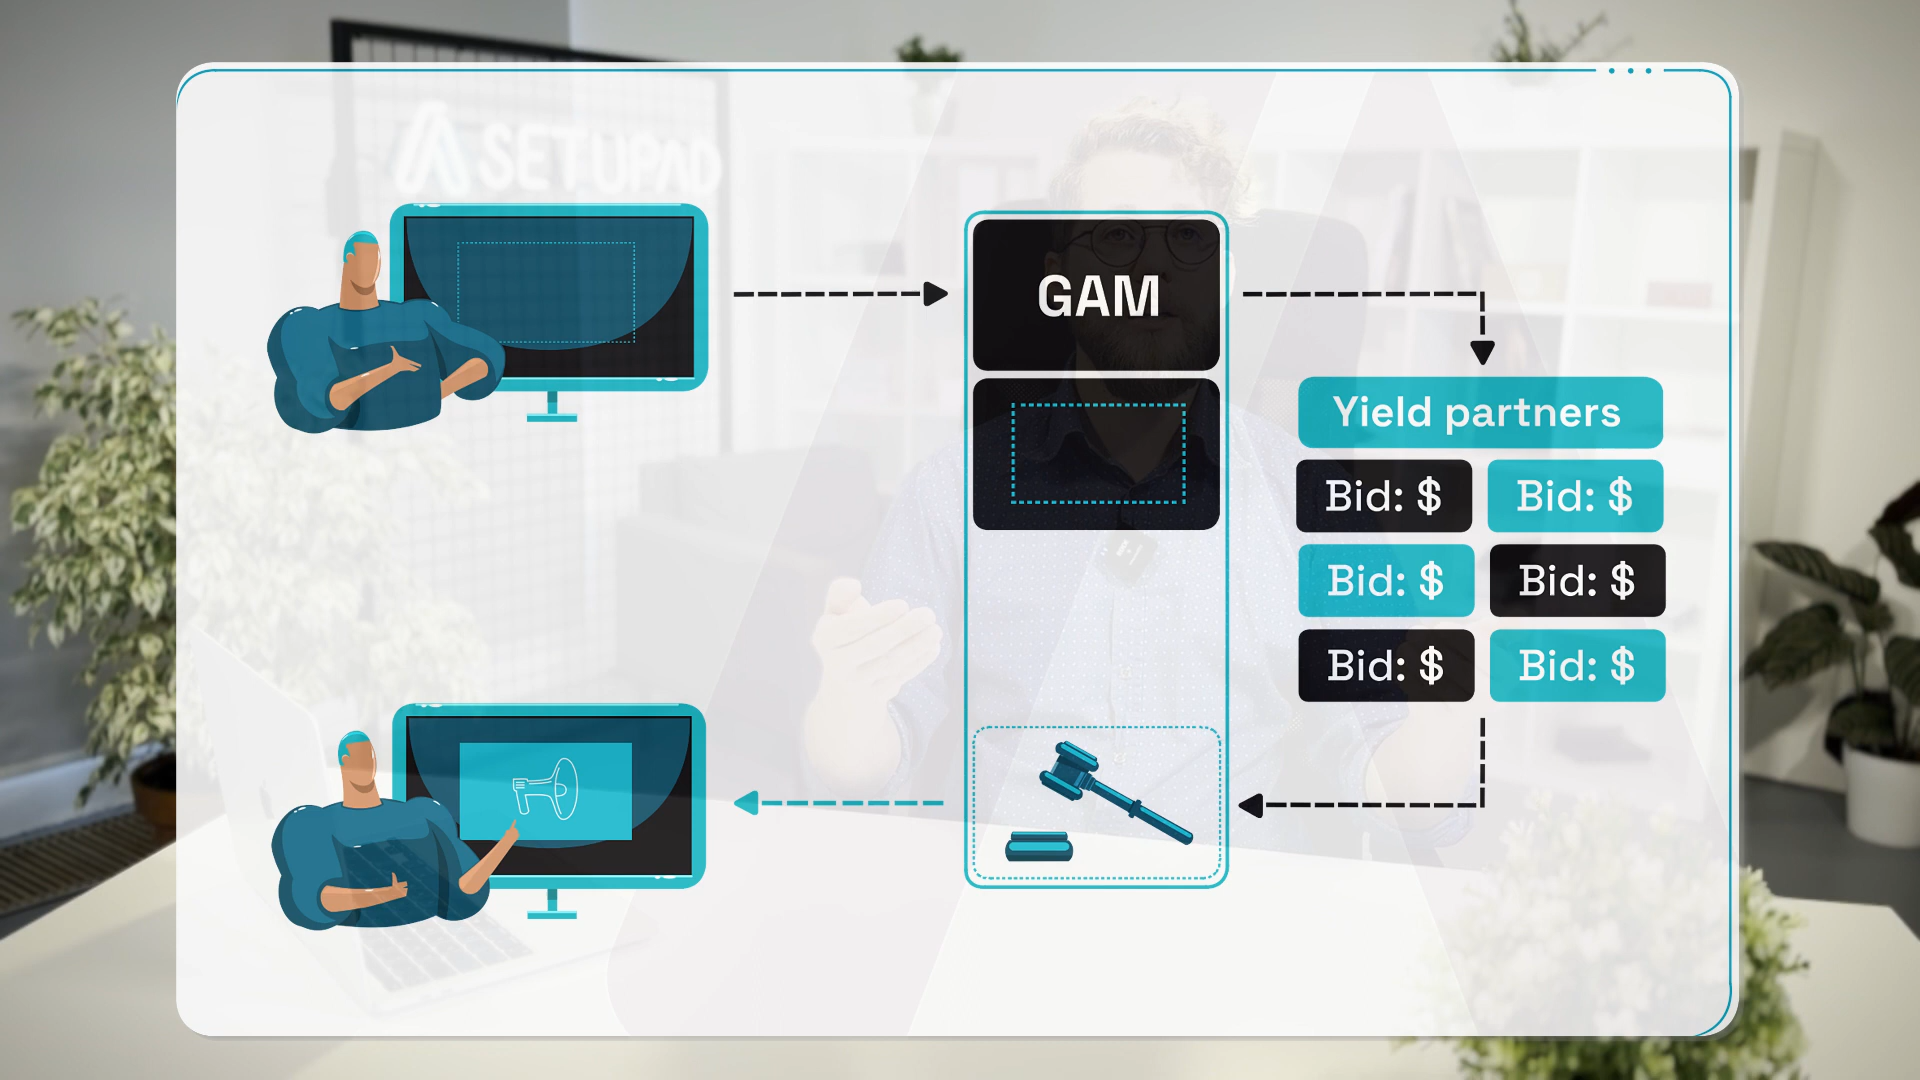 SETUPAD
GAM
Yield partners
Bid: $ Bid: $
Bid: $ Bid: $
Bid: $ Bid: $